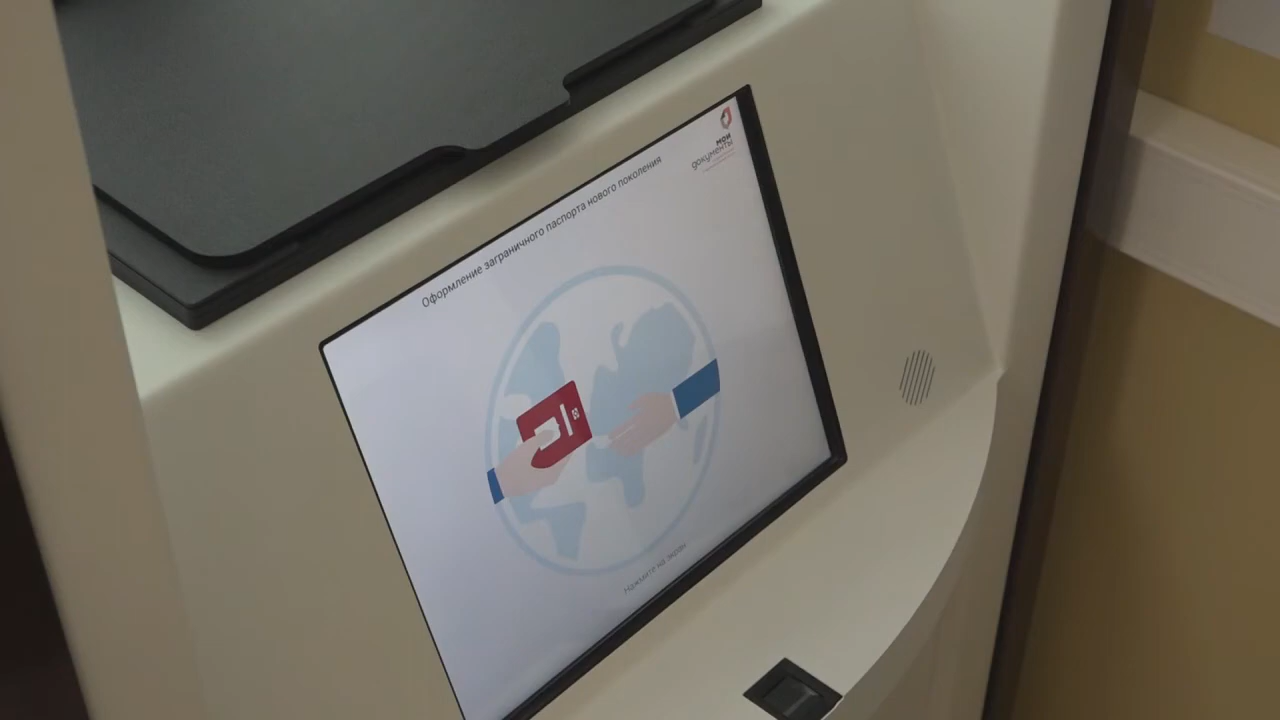 мои
документы
Оформление заграничного паспорта нового поколения
Нажмите на экран